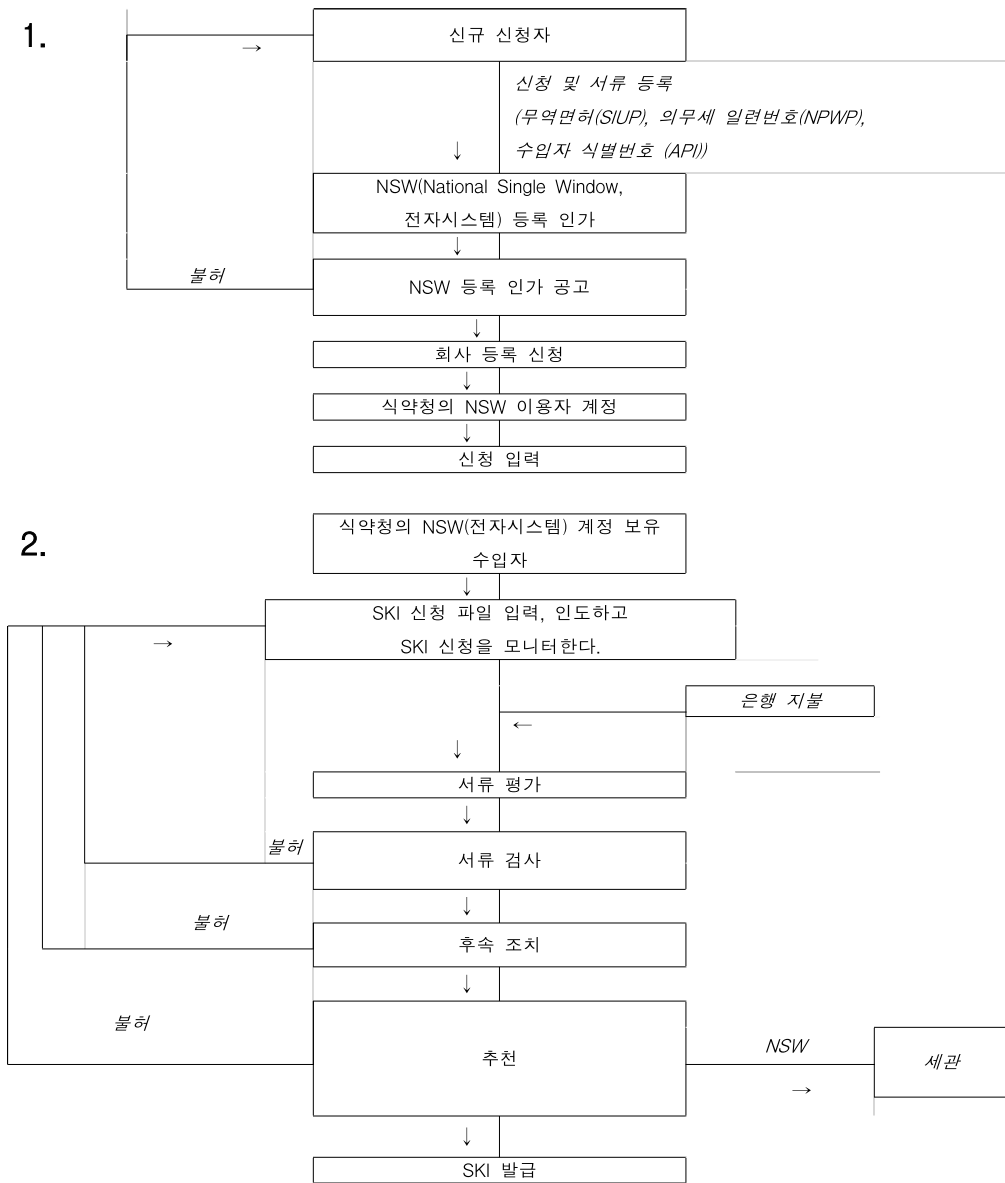 1.
신규 신청자
→
신청 및 서류 등록
(무역면허(SIUP), 의무세 일련번호(NPWP),
수입자 식별번호 (API))
↓
NSW(National Single Window,
전자시스템) 등록 인가
↓
불허
NSW 등록 인가 공고
↓
회사 등록 신청
↓
식약청의 NSW 이용자 계정
↓
신청 입력
2.
식약청의 NSW(전자시스템) 계정 보유
수입자
↓
SKI 신청 파일 입력, 인도하고
SKI 신청을 모니터한다.
→
은행 지불
←
↓
서류 평가
↓
불허
서류 검사
↓
불허
후속 조치
↓
불허
추천
NSW
→
세관
↓
SKI 발급